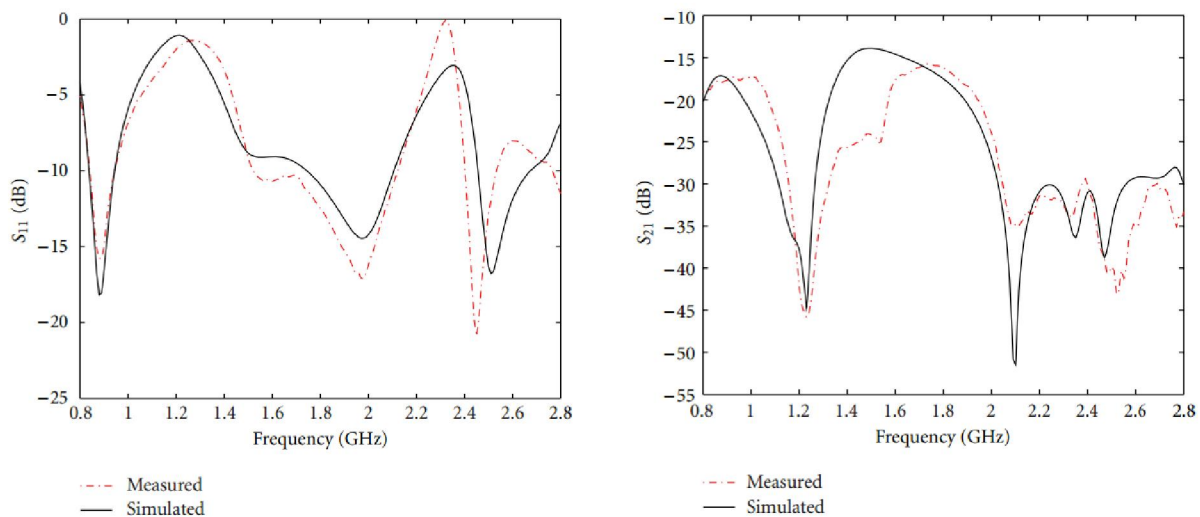 0
−5
−10
−15
−20
−25
S11 (dB)
0.8 1 1.2 1.4 1.6 1.8 2 2.2 2.4 2.6 2.8
Frequency (GHz)
Measured
Simulated
−10
−15
−20
−25
−30
−35
−40
−45
−50
−55
S21 (dB)
0.8 1 1.2 1.4 1.6 1.8 2 2.2 2.4 2.6 2.8
Frequency (GHz)
Measured
Simulated